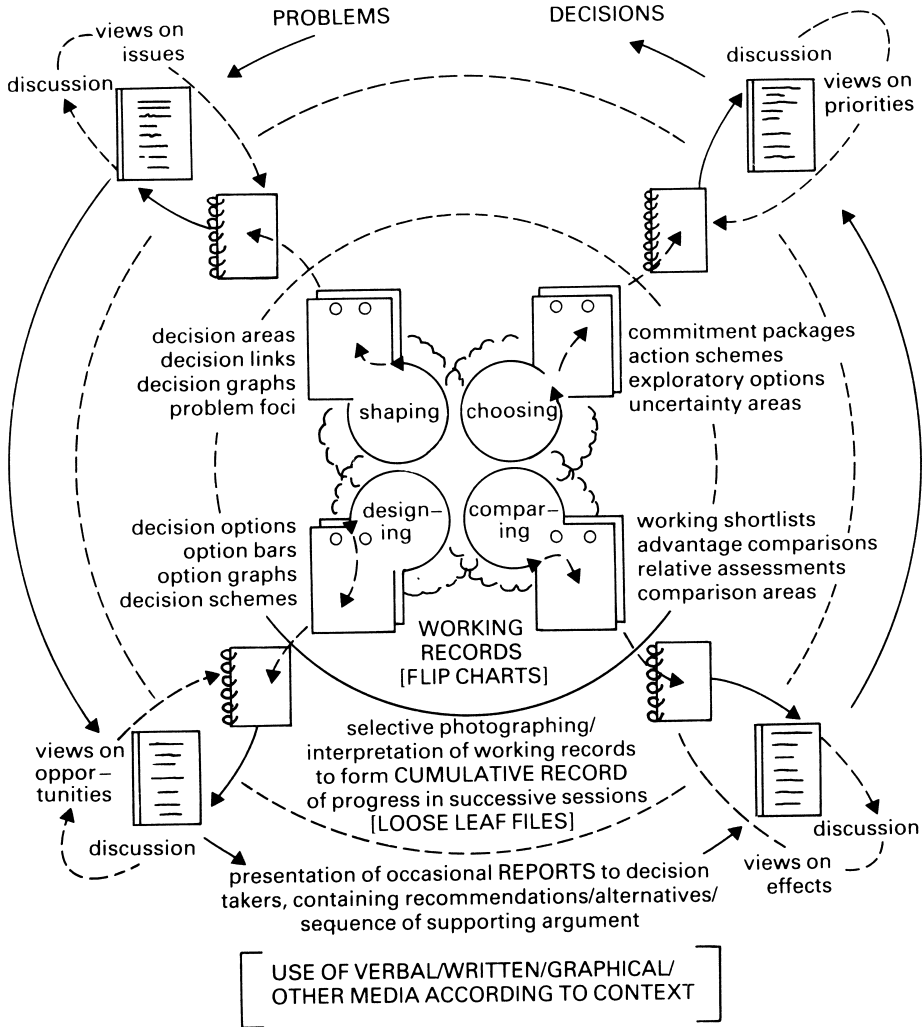 PROBLEMS
DECISIONS
views on
issues
discussion
discussion
views on
priorities
decision areas
decision links
decision graphs
problem foci
shaping
choosing
commitment packages
action schemes
exploratory options
uncertainty areas
decision options
option bars
option graphs
decision schemes
design–
ing
compar–
ing
working shortlists
advantage comparisons
relative assessments
comparison areas
WORKING
RECORDS
[FLIP CHARTS]
selective photographing/
interpretation of working records
to form CUMULATIVE RECORD
of progress in successive sessions
[LOOSE LEAF FILES]
views on
oppor–
tunities
discussion
discussion
views on
effects
presentation of occasional REPORTS to decision
takers, containing recommendations/alternatives/
sequence of supporting argument
USE OF VERBAL/WRITTEN/GRAPHICAL/
OTHER MEDIA ACCORDING TO CONTEXT